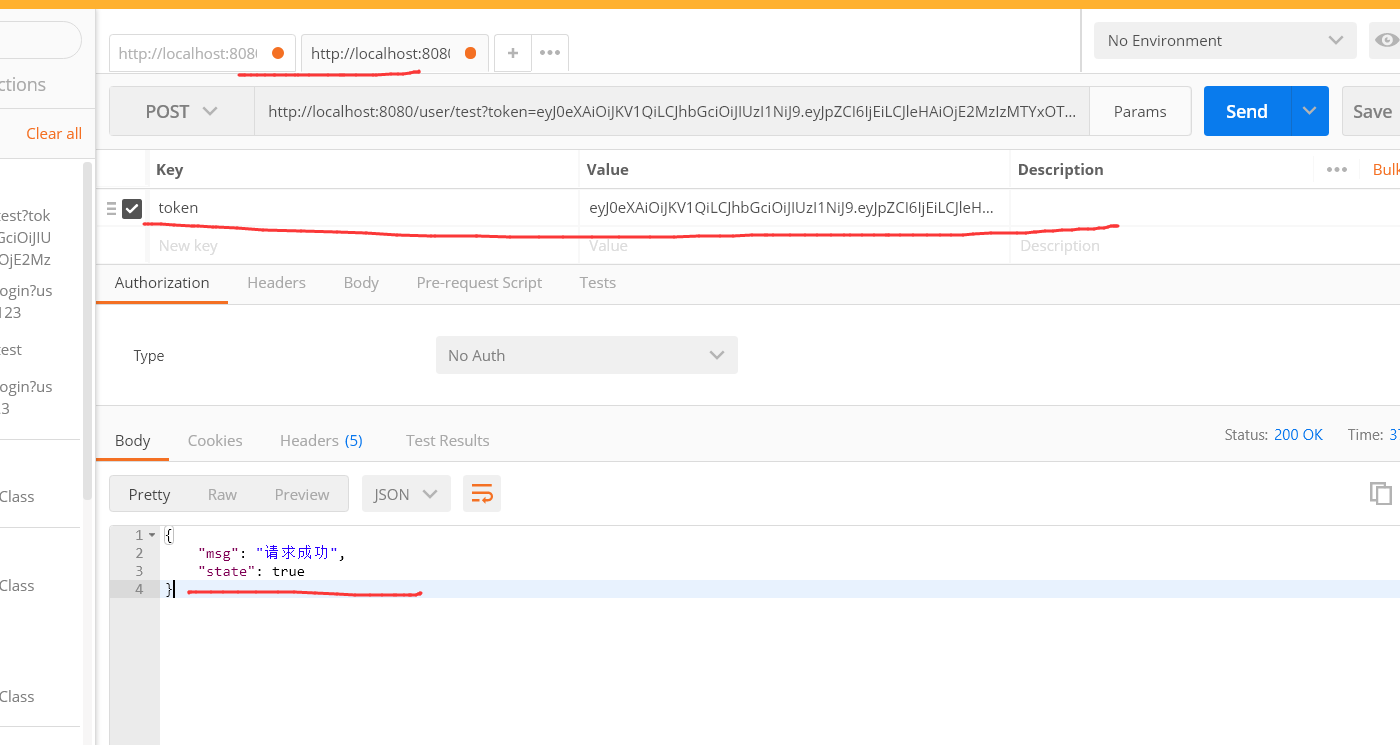 ctions
Clear all
est?tok
GciOiJIU
OjE2Mz
ogin?us
123
est
ogin?us
3
Class
Class
Class
http://localhost:808
http://localhost:808
No Environment
POST
http://localhost:8080/user/test?token=eyJ0eXAiOiJKV1QiLCJhbGciOiJIUzI1NiJ9.eyJpZCI6IjEiLCJleHAiOjE2MzIzMTYxOT...
Params
Send
Save
Key Value Description Bulk
token eyJ0eXAiOiJKV1QiLCJhbGciOiJIUzI1NiJ9.eyJpZCI6IjEiLCJleH...
New key Value Description
Authorization Headers Body Pre-request Script Tests
Type No Auth
Body Cookies Headers (5) Test Results Status: 200 OK Time: 37
Pretty Raw Preview JSON
1 {
2 "msg": "请求成功",
3 "state": true
4 }